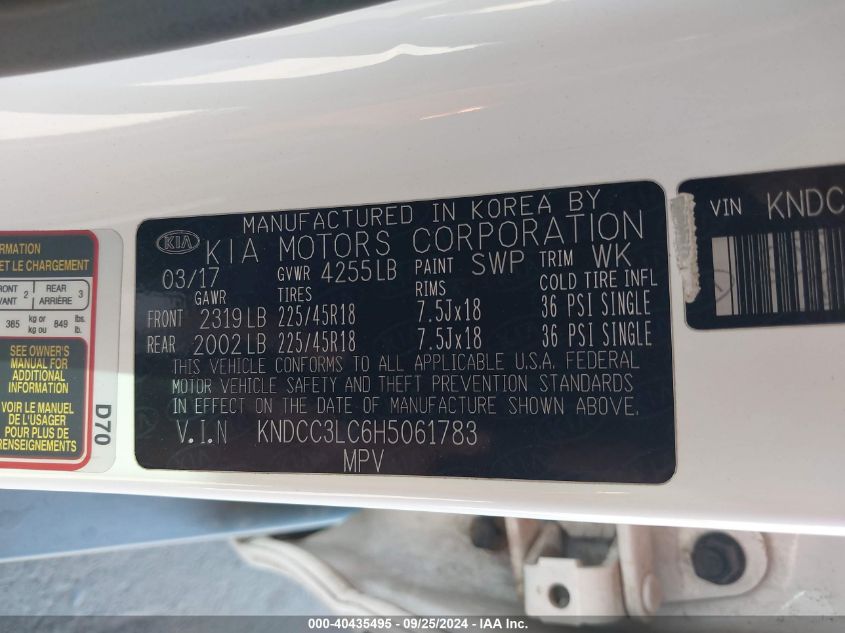 MANUFACTURED IN KOREA BY
KIA KIA MOTORS CORPORATION
03/17 GVWR 4255LB PAINT SWP TRIM WK
GAWR TIRES RIMS COLD TIRE INFL
FRONT 2319LB 225/45R18 7.5Jx18 36 PSI SINGLE
REAR 2002LB 225/45R18 7.5Jx18 36 PSI SINGLE
THIS VEHICLE CONFORMS TO ALL APPLICABLE U.S.A. FEDERAL
MOTOR VEHICLE SAFETY AND THEFT PREVENTION STANDARDS
IN EFFECT ON THE DATE OF MANUFACTURE SHOWN ABOVE.
V.I.N KNDCC3LC6H5061783
MPV
ET LE CHARGEMENT
2 REAR 3
ARRIÈRE
385 kg or 849 lbs.
kg ou lb.
SEE OWNER'S
MANUAL FOR
ADDITIONAL
INFORMATION
VOIR LE MANUEL
DE L'USAGER
POUR PLUS DE
RENSEIGNEMENTS
D70
VIN KNDC
000-40435495 - 09/25/2024 - IAA Inc.